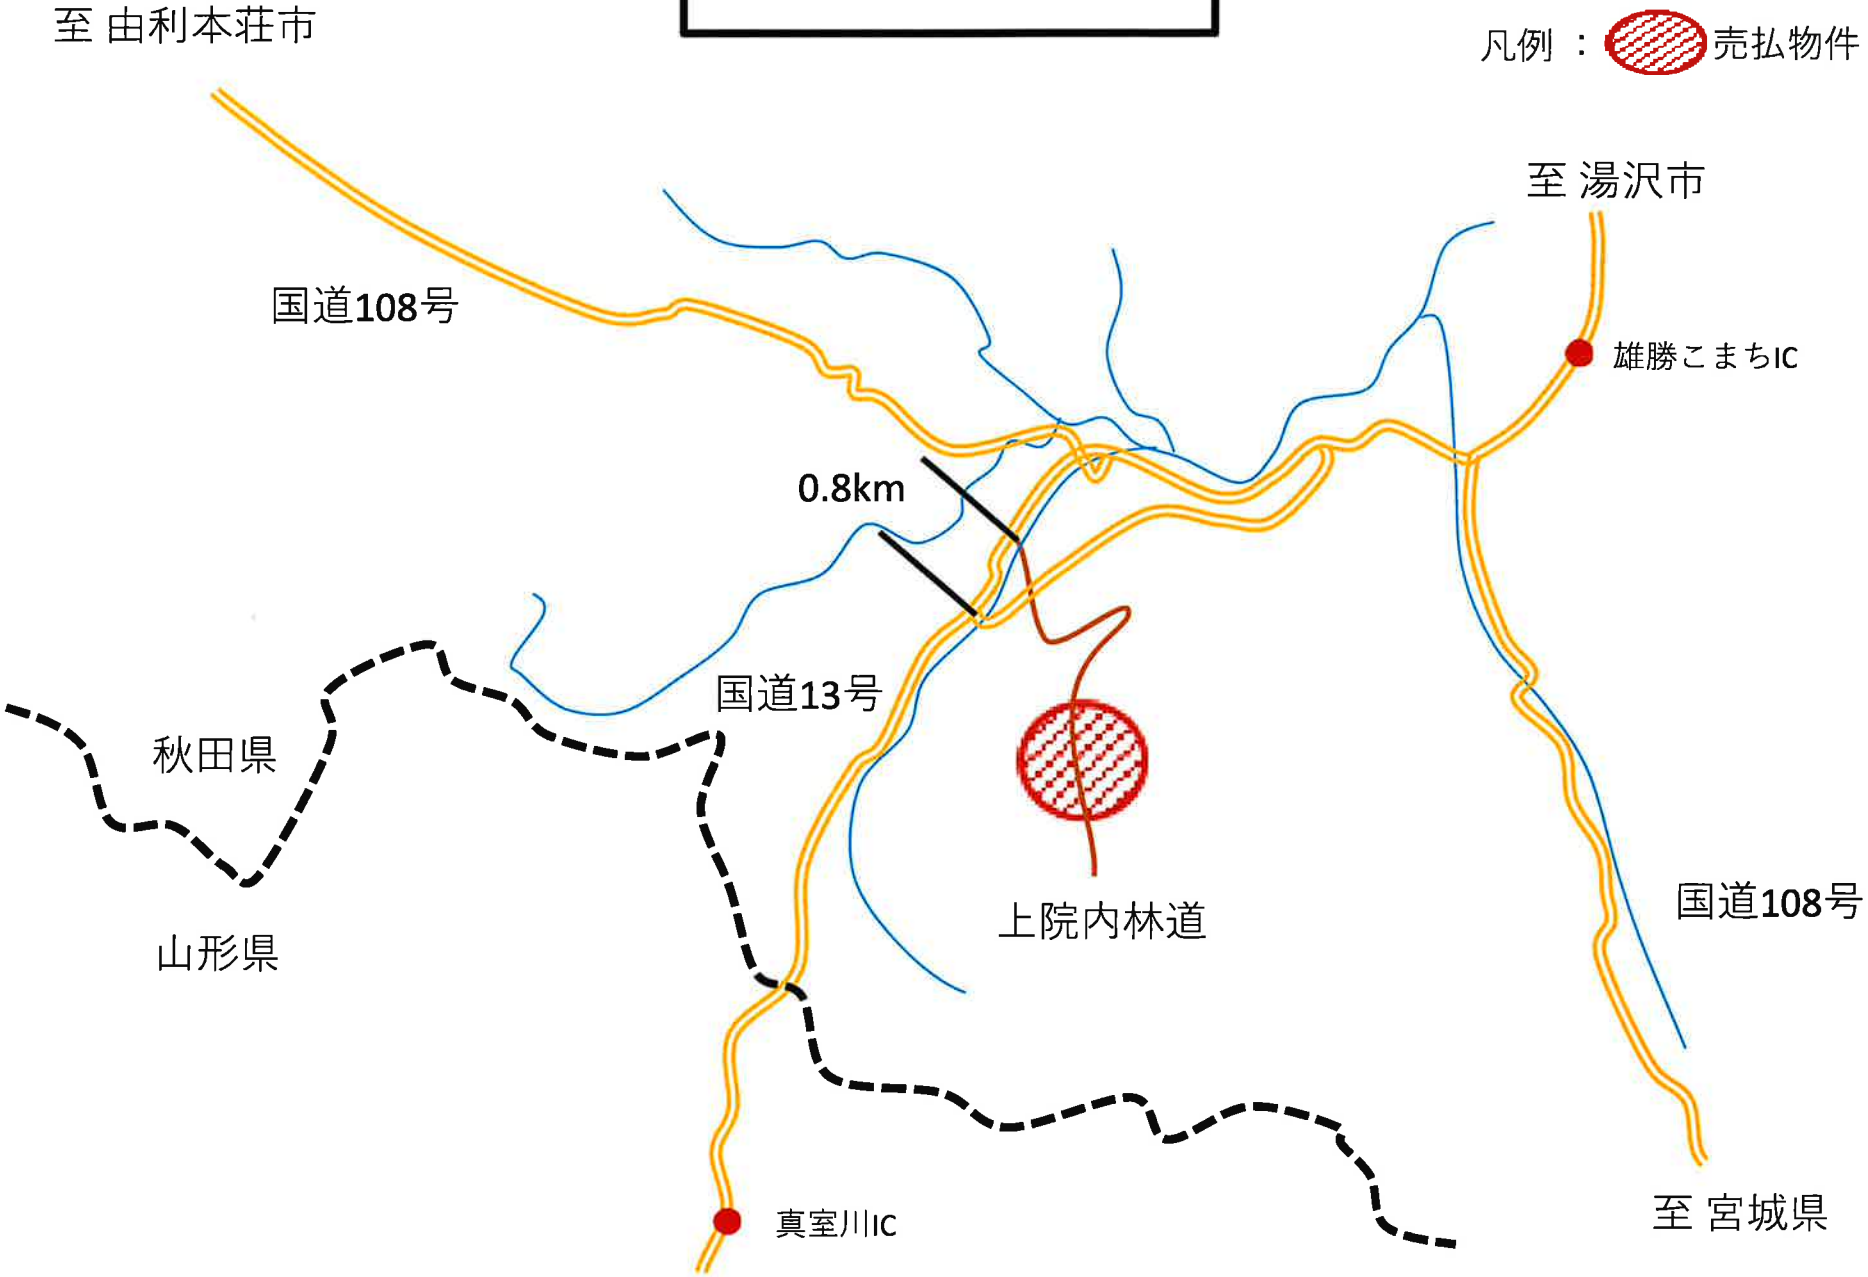 至 由利本荘市
凡例 : 売払物件
至 湯沢市
国道108号
雄勝こまちIC
0.8km
国道13号
秋田県
国道108号
上院内林道
山形県
至 宮城県
真室川IC